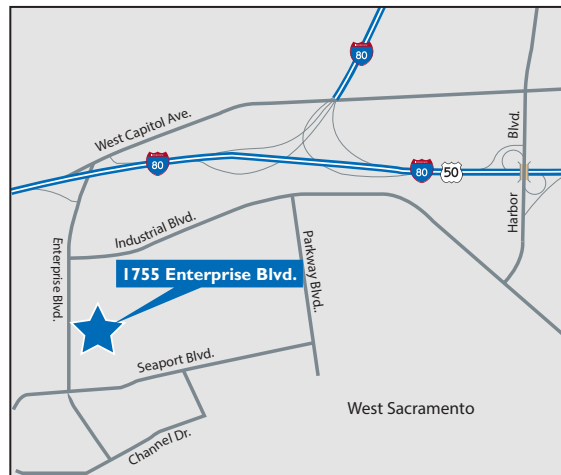 80
West Capitol Ave.
80
80
50
Harbor Blvd.
Industrial Blvd.
Enterprise Blvd.
Parkway Blvd.
1755 Enterprise Blvd.
Seaport Blvd.
West Sacramento
Channel Dr.